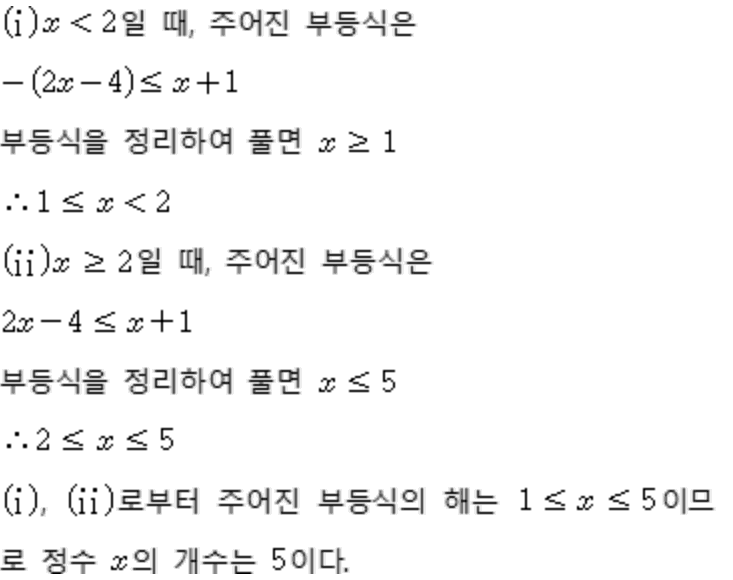 (ⅰ)x < 2일 때, 주어진 부등식은
−(2x−4) ≤ x+1
부등식을 정리하여 풀면 x ≥ 1
∴ 1 ≤ x < 2
(ⅱ)x ≥ 2일 때, 주어진 부등식은
2x−4 ≤ x+1
부등식을 정리하여 풀면 x ≤ 5
∴ 2 ≤ x ≤ 5
(ⅰ), (ⅱ)로부터 주어진 부등식의 해는 1 ≤ x ≤ 5이므
로 정수 x의 개수는 5이다.